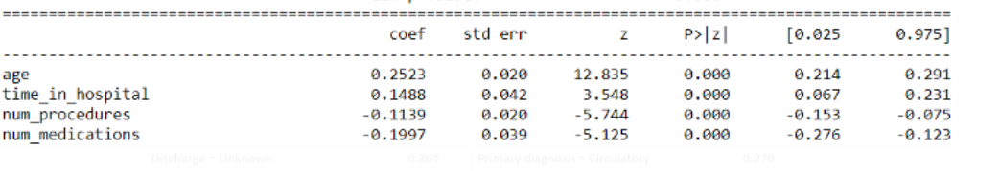 ================================================================================
coef std err z P>|z| [0.025 0.975]
--------------------------------------------------------------------------------
age 0.2523 0.020 12.835 0.000 0.214 0.291
time_in_hospital 0.1488 0.042 3.548 0.000 0.067 0.231
num_procedures -0.1139 0.020 -5.744 0.000 -0.153 -0.075
num_medications -0.1997 0.039 -5.125 0.000 -0.276 -0.123
Discharge = Unknown 0.364 Primary diagnosis = Circulatory 0.270